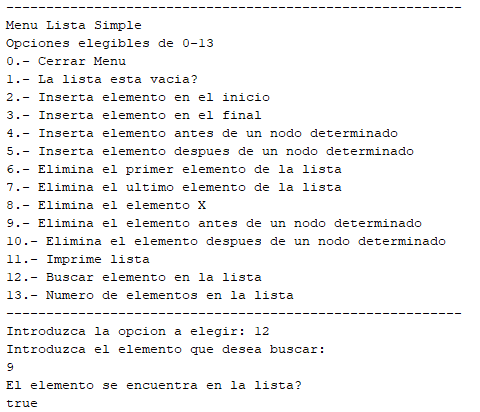 ---------------------------------------------------------
Menu Lista Simple
Opciones elegibles de 0-13
0.- Cerrar Menu
1.- La lista esta vacia?
2.- Inserta elemento en el inicio
3.- Inserta elemento en el final
4.- Inserta elemento antes de un nodo determinado
5.- Inserta elemento despues de un nodo determinado
6.- Elimina el primer elemento de la lista
7.- Elimina el ultimo elemento de la lista
8.- Elimina el elemento X
9.- Elimina el elemento antes de un nodo determinado
10.- Elimina el elemento despues de un nodo determinado
11.- Imprime lista
12.- Buscar elemento en la lista
13.- Numero de elementos en la lista
---------------------------------------------------------
Introduzca la opcion a elegir: 12
Introduzca el elemento que desea buscar:
9
El elemento se encuentra en la lista?
true